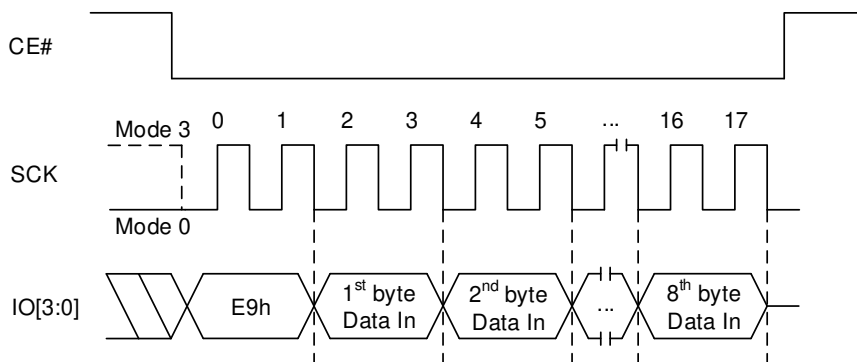 CE#
0 1 2 3 4 5 ... 16 17
Mode 3
SCK
Mode 0
IO[3:0]
E9h
1st byte
Data In
2nd byte
Data In
...
8th byte
Data In